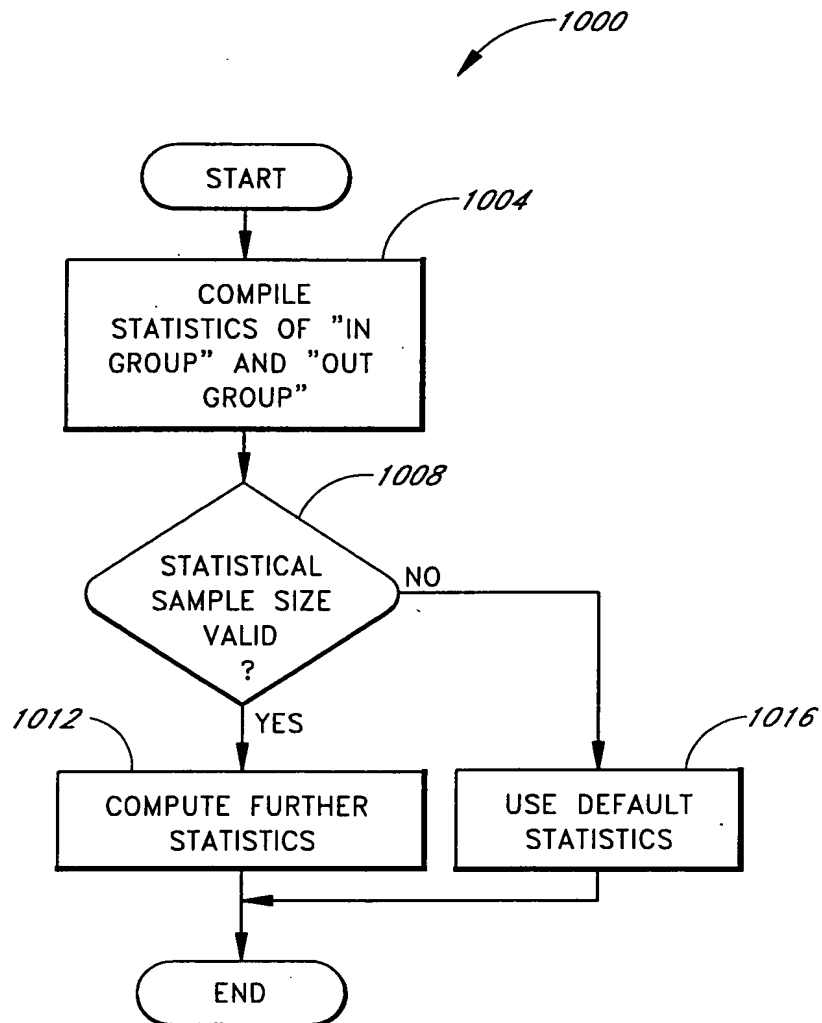 1000
START
1004
COMPILE
STATISTICS OF "IN
GROUP" AND "OUT
GROUP"
1008
STATISTICAL
SAMPLE SIZE
VALID
?
NO
YES
1012
COMPUTE FURTHER
STATISTICS
1016
USE DEFAULT
STATISTICS
END